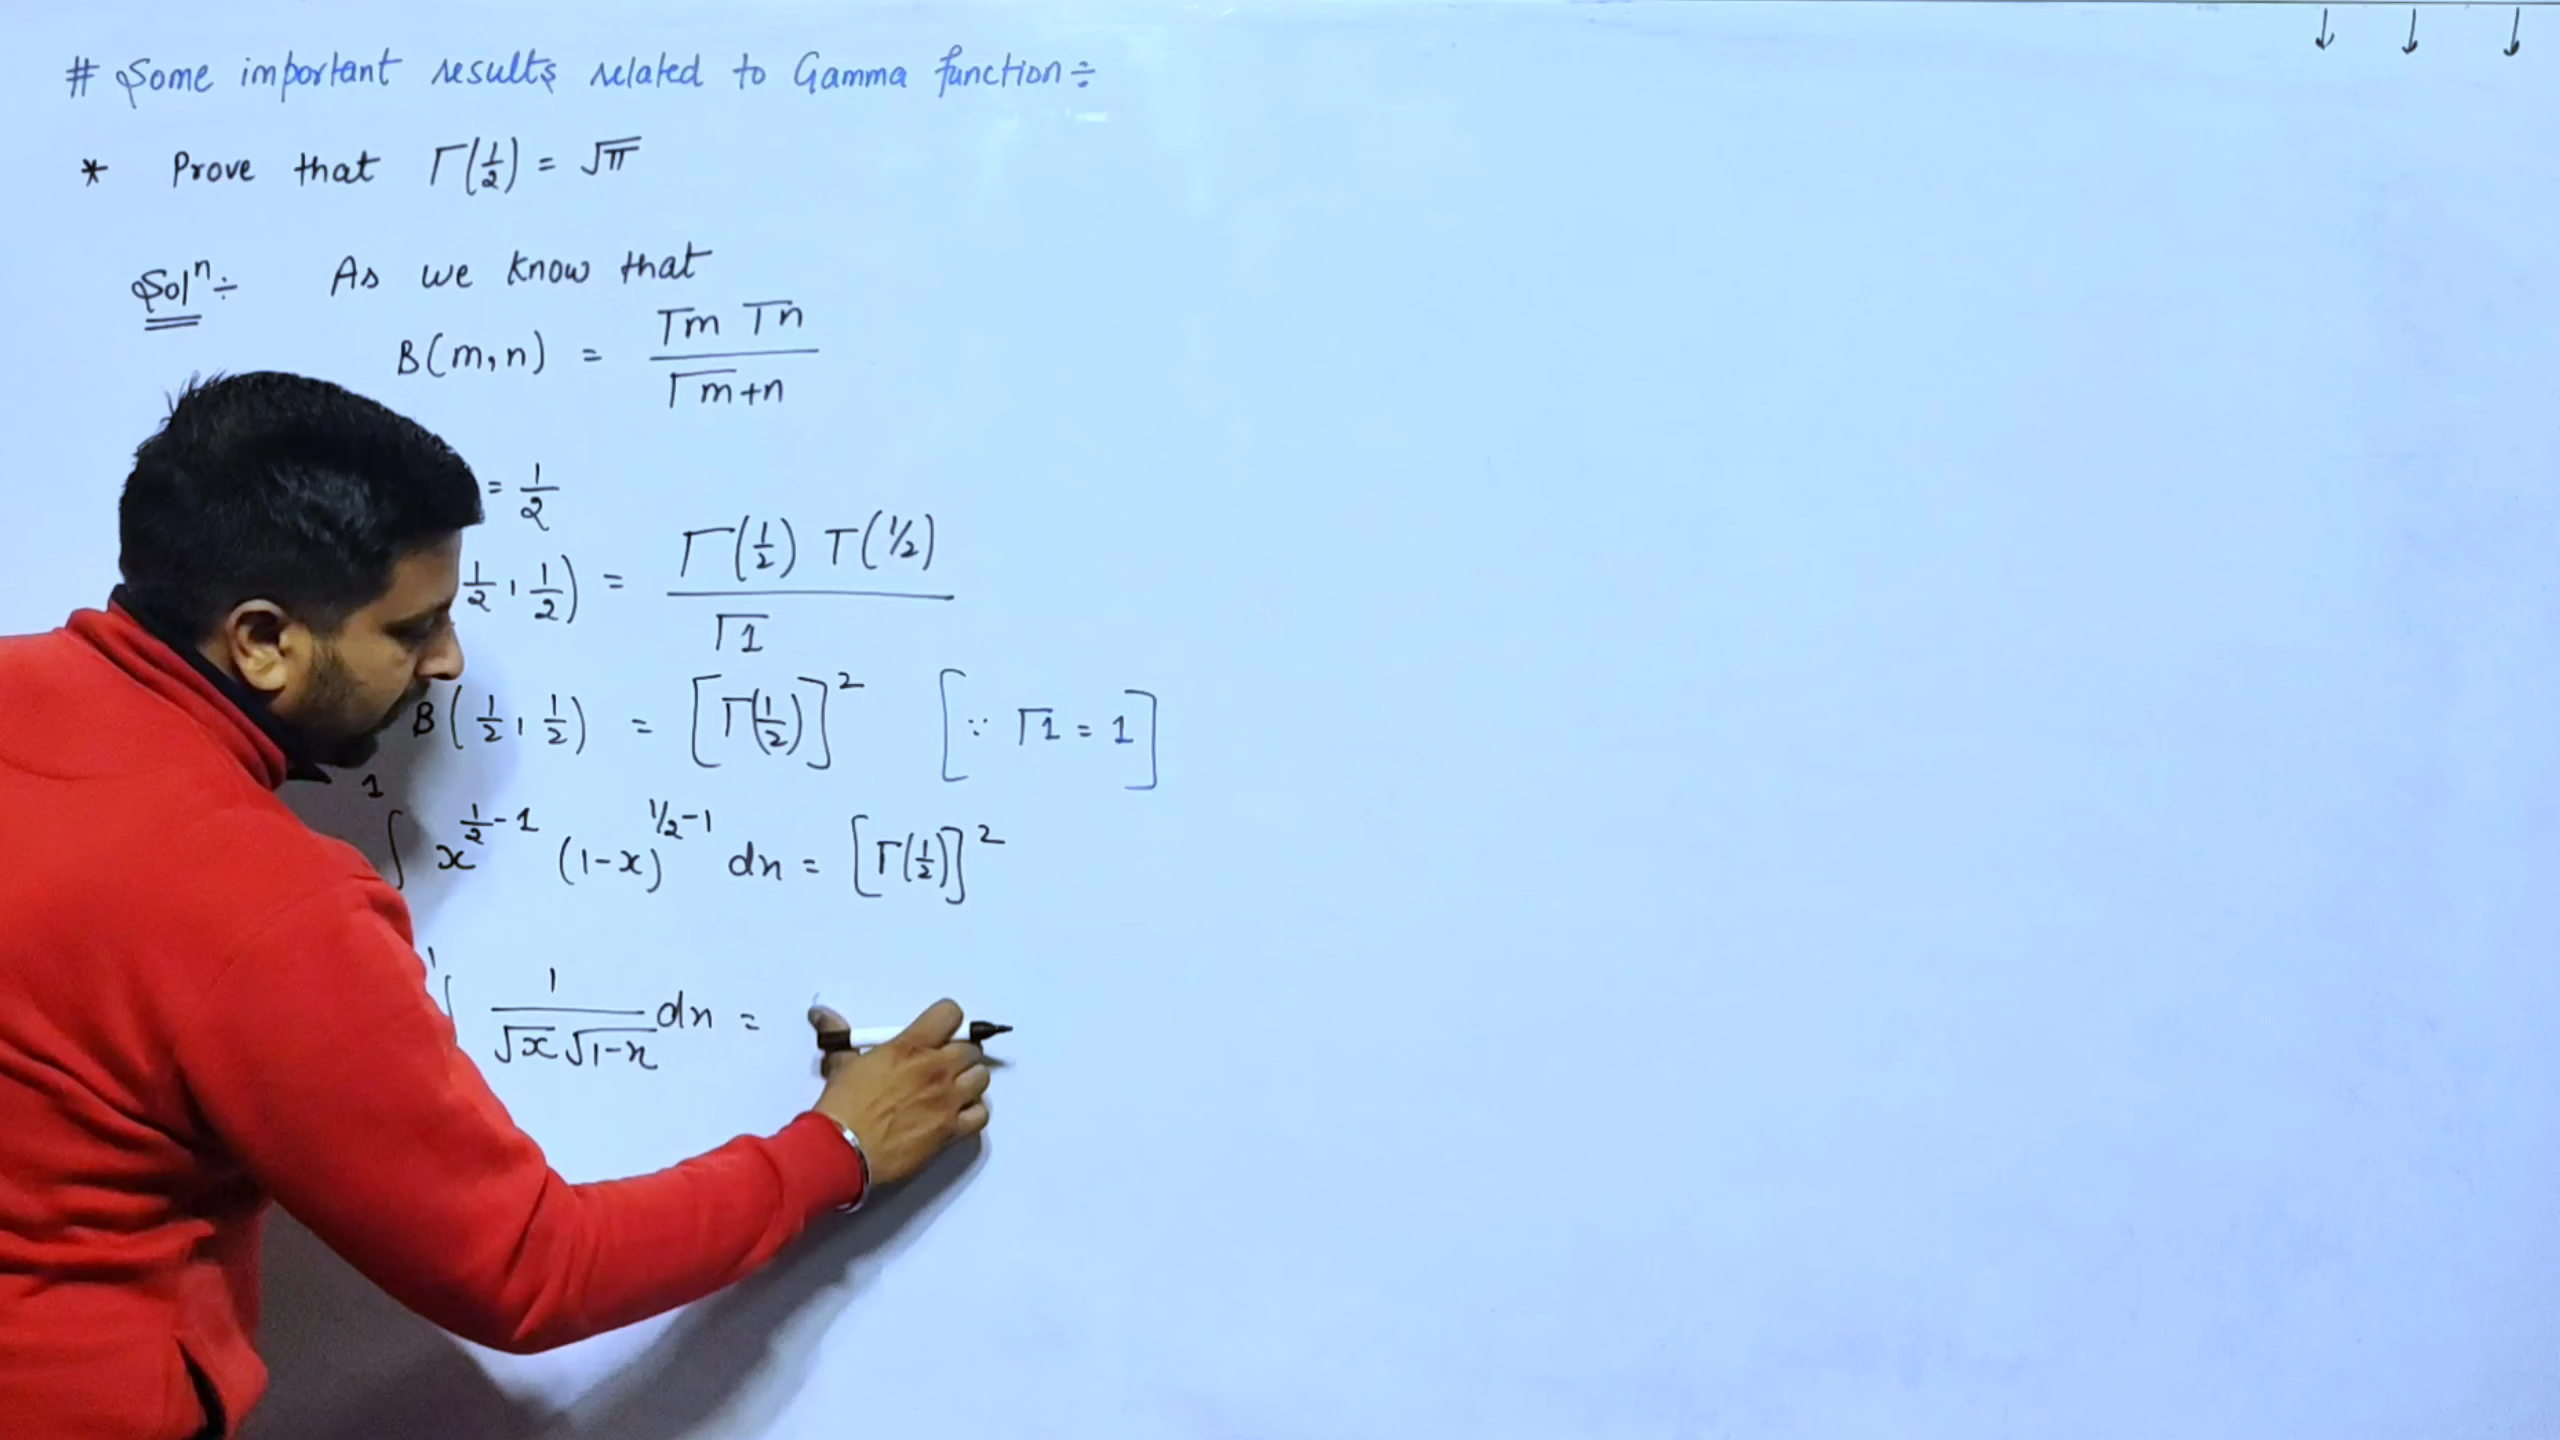 # Some important results related to Gamma function÷
* Prove that Γ(1/2) = √π
Solⁿ÷ As we know that
B(m,n) = Γm Γn / Γm+n
= 1/2
1/2, 1/2) = Γ(1/2) Γ(1/2) / Γ1
B(1/2, 1/2) = [Γ(1/2)]² [∵ Γ1 = 1]
∫¹ x^(1/2-1) (1-x)^(1/2-1) dx = [Γ(1/2)]²
∫¹ 1/(√x √1-x) dx =